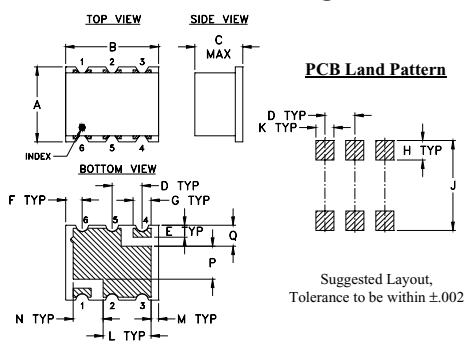 TOP VIEW
SIDE VIEW
B
C
MAX
1 2 3
A
6 5 4
INDEX
PCB Land Pattern
D TYP
K TYP
H TYP
J
BOTTOM VIEW
D TYP
F TYP
G TYP
6 5 4
E TYP
Q
P
1 2 3
N TYP
M TYP
L TYP
Suggested Layout,
Tolerance to be within ±.002